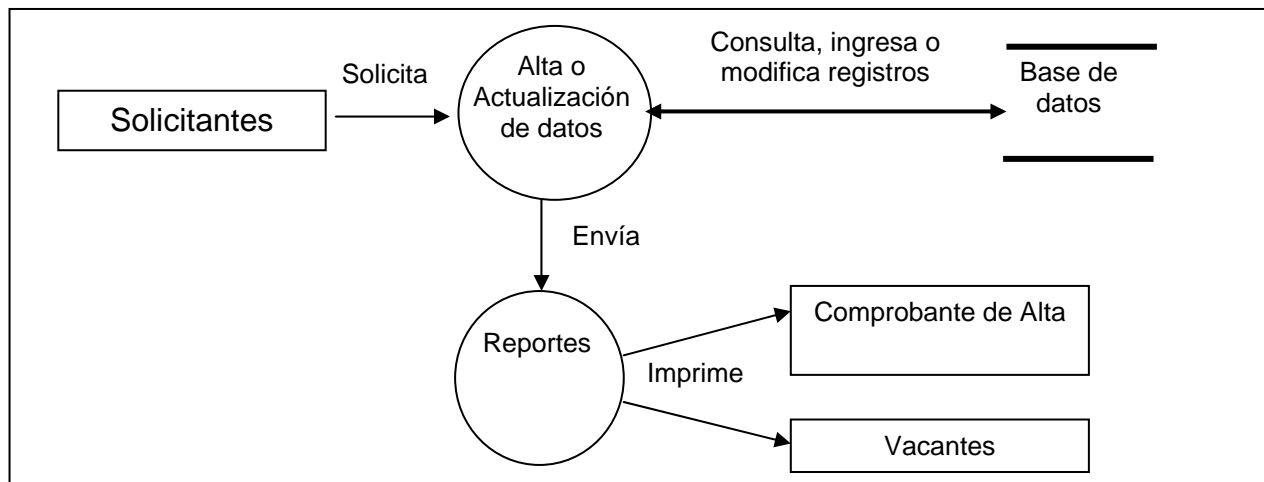 Solicitantes
Solicita
Alta o
Actualización
de datos
Consulta, ingresa o
modifica registros
Base de
datos
Envía
Reportes
Imprime
Comprobante de Alta
Vacantes